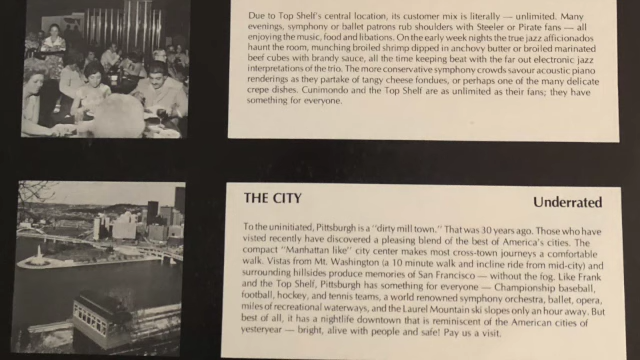 Due to Top Shelf's central location, its customer mix is literally — unlimited. Many
evenings, symphony or ballet patrons rub shoulders with Steeler or Pirate fans — all
enjoying the music, food and libations. On the early week nights the true jazz afficionados
haunt the room, munching broiled shrimp dipped in anchovy butter or broiled marinated
beef cubes with brandy sauce, all the time keeping beat with the far out electronic jazz
interpretations of the trio. The more conservative symphony crowds savour acoustic piano
renderings as they partake of tangy cheese fondues, or perhaps one of the many delicate
crepe dishes. Cunimondo and the Top Shelf are as unlimited as their fans; they have
something for everyone.
THE CITY
Underrated
To the uninitiated, Pittsburgh is a "dirty mill town." That was 30 years ago. Those who have
visted recently have discovered a pleasing blend of the best of America's cities. The
compact "Manhattan like" city center makes most cross-town journeys a comfortable
walk. Vistas from Mt. Washington (a 10 minute walk and incline ride from mid-city) and
surrounding hillsides produce memories of San Francisco — without the fog. Like Frank
and the Top Shelf, Pittsburgh has something for everyone — Championship baseball,
football, hockey, and tennis teams, a world renowned symphony orchestra, ballet, opera,
miles of recreational waterways, and the Laurel Mountain ski slopes only an hour away. But
best of all, it has a nightlife downtown that is reminiscent of the American cities of
yesteryear — bright, alive with people and safe! Pay us a visit.